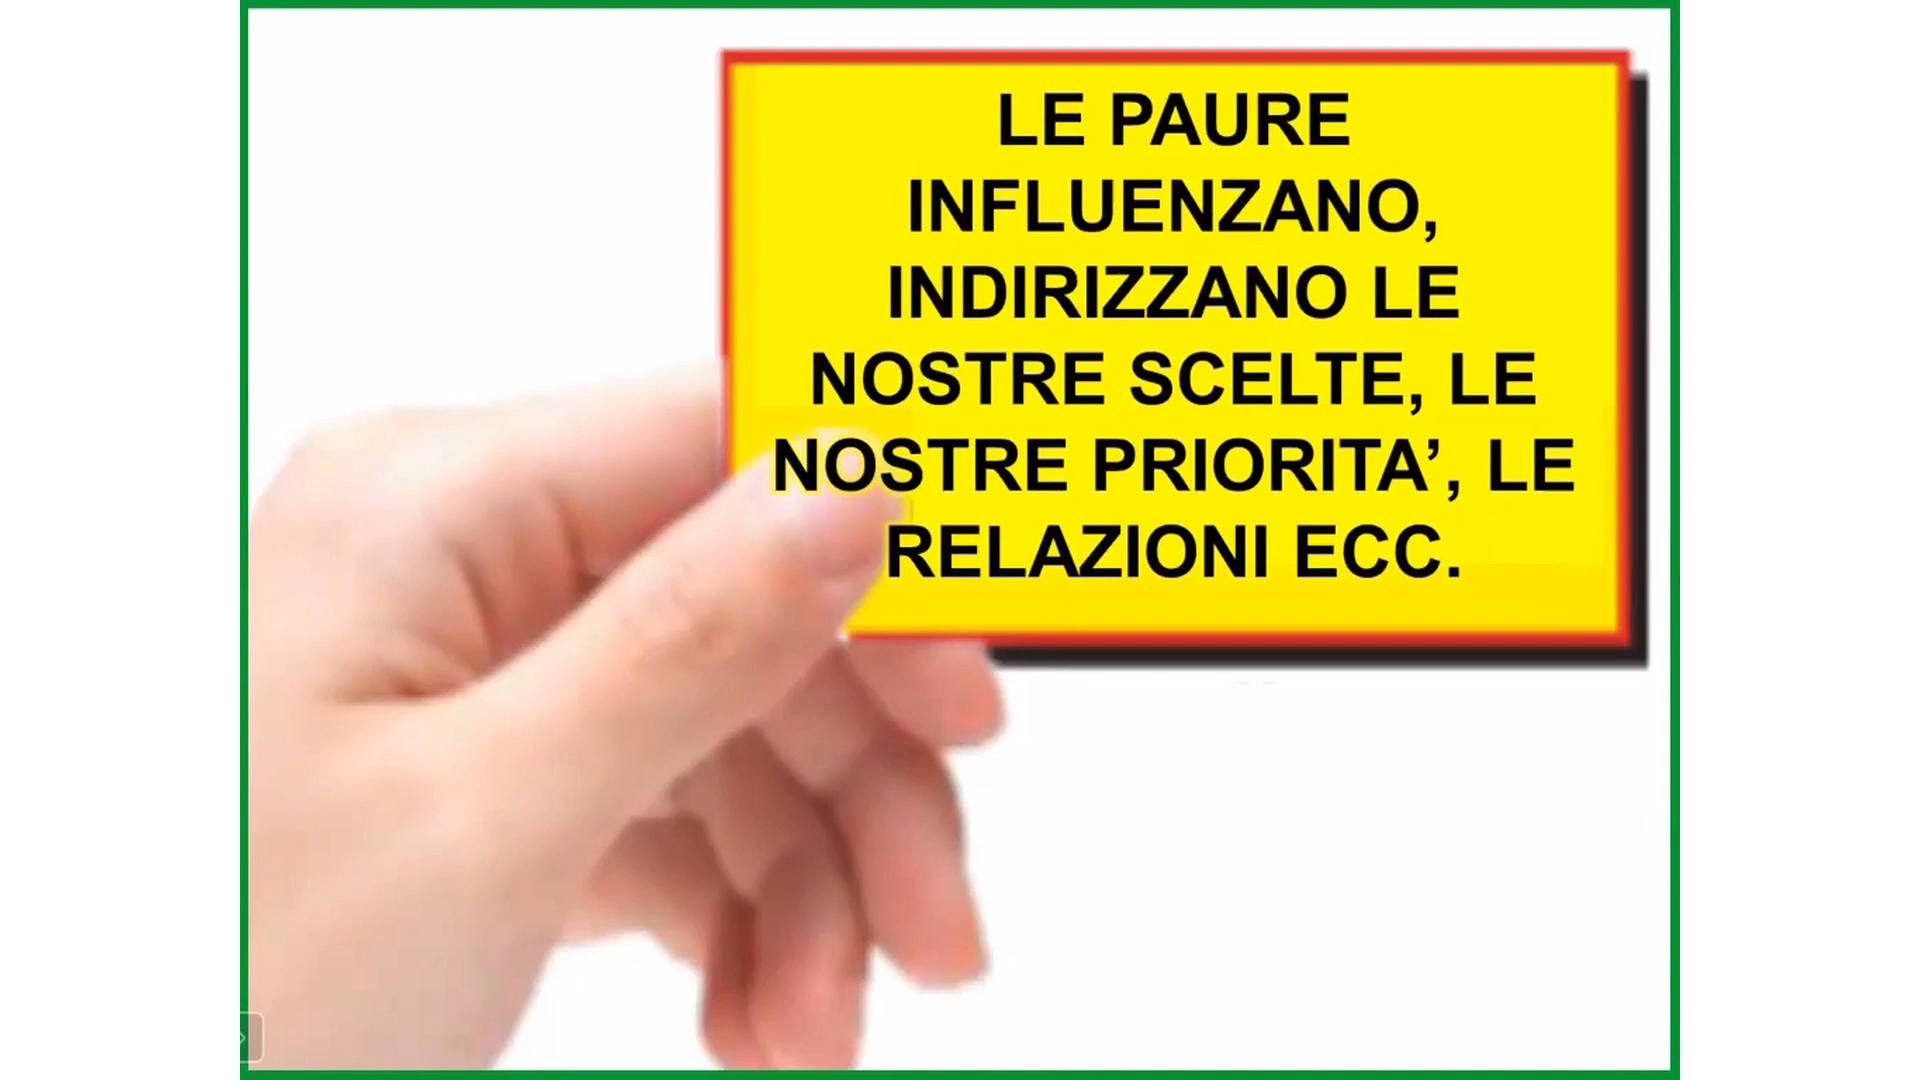 LE PAURE
INFLUENZANO,
INDIRIZZANO LE
NOSTRE SCELTE, LE
NOSTRE PRIORITA’, LE
RELAZIONI ECC.